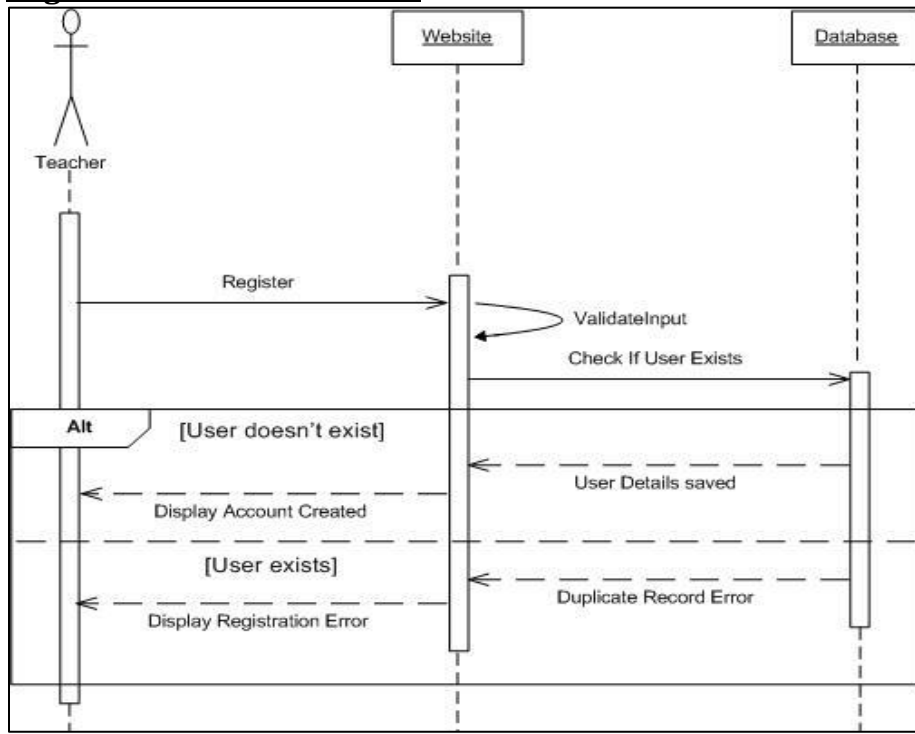 Website
Database
Teacher
Register
ValidateInput
Check If User Exists
Alt
[User doesn't exist]
User Details saved
Display Account Created
[User exists]
Duplicate Record Error
Display Registration Error